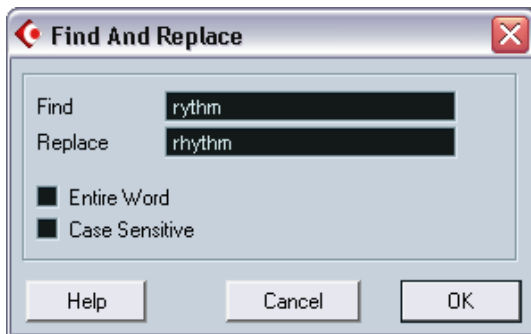 Find And Replace
Find rythm
Replace rhythm
Entire Word
Case Sensitive
Help Cancel OK